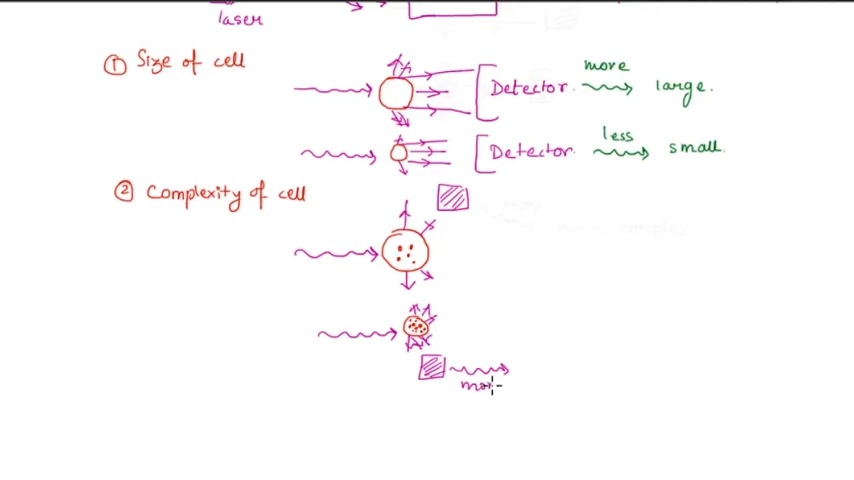 laser
① Size of cell
Detector more large.
Detector less small.
② Complexity of cell